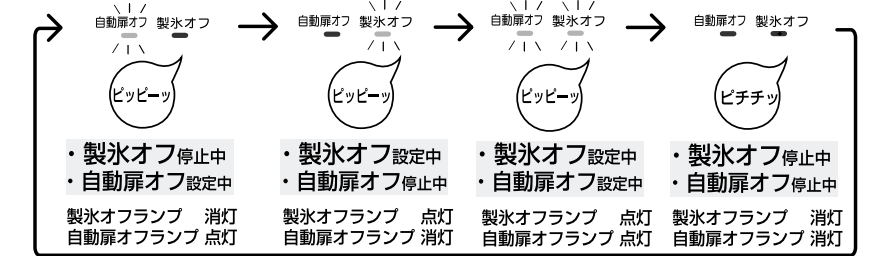 自動扉オフ 製氷オフ
ピッピーッ
・製氷オフ停止中
・自動扉オフ設定中
製氷オフランプ 消灯
自動扉オフランプ 点灯
自動扉オフ 製氷オフ
ピッピーッ
・製氷オフ設定中
・自動扉オフ停止中
製氷オフランプ 点灯
自動扉オフランプ 消灯
自動扉オフ 製氷オフ
ピッピーッ
・製氷オフ設定中
・自動扉オフ設定中
製氷オフランプ 点灯
自動扉オフランプ 点灯
自動扉オフ 製氷オフ
ピチチッ
・製氷オフ停止中
・自動扉オフ停止中
製氷オフランプ 消灯
自動扉オフランプ 消灯